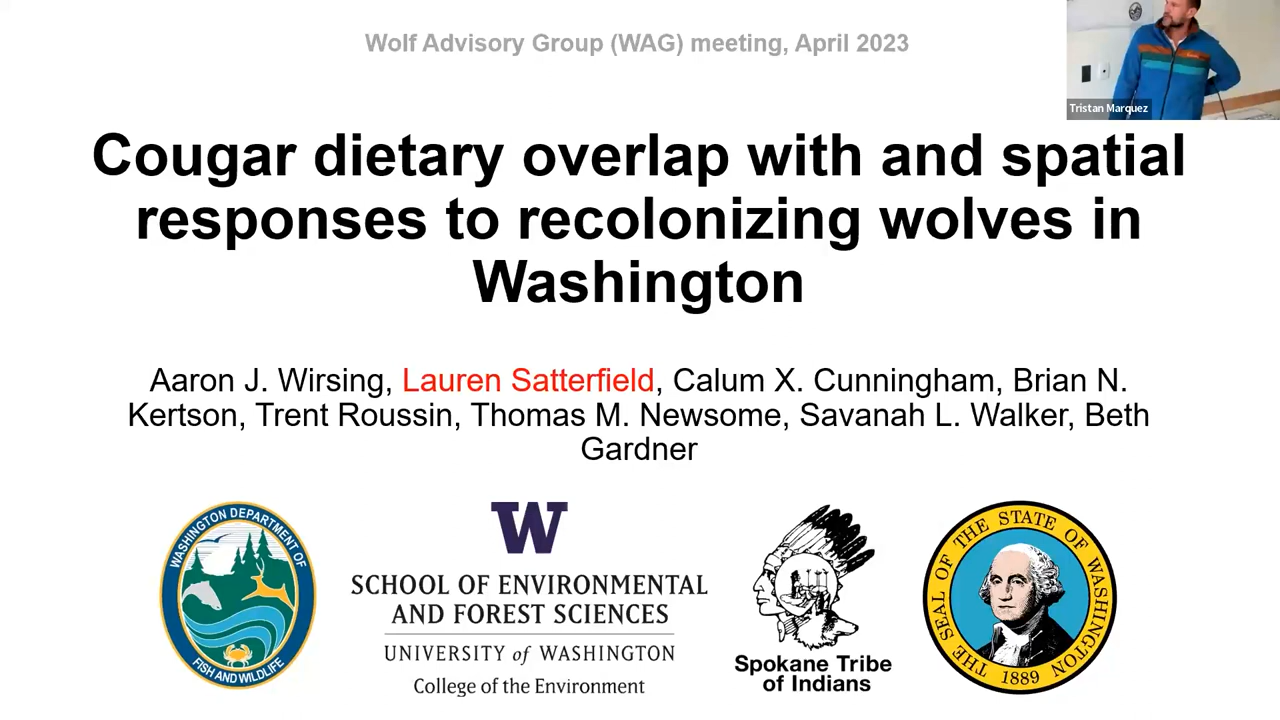 Wolf Advisory Group (WAG) meeting, April 2023
Tristan Marquez
Cougar dietary overlap with and spatial
responses to recolonizing wolves in
Washington
Aaron J. Wirsing, Lauren Satterfield, Calum X. Cunningham, Brian N.
Kertson, Trent Roussin, Thomas M. Newsome, Savanah L. Walker, Beth
Gardner
WASHINGTON DEPARTMENT OF
FISH AND WILDLIFE
W
SCHOOL OF ENVIRONMENTAL
AND FOREST SCIENCES
UNIVERSITY of WASHINGTON
College of the Environment
Spokane Tribe
of Indians
THE SEAL OF THE STATE OF WASHINGTON
1889